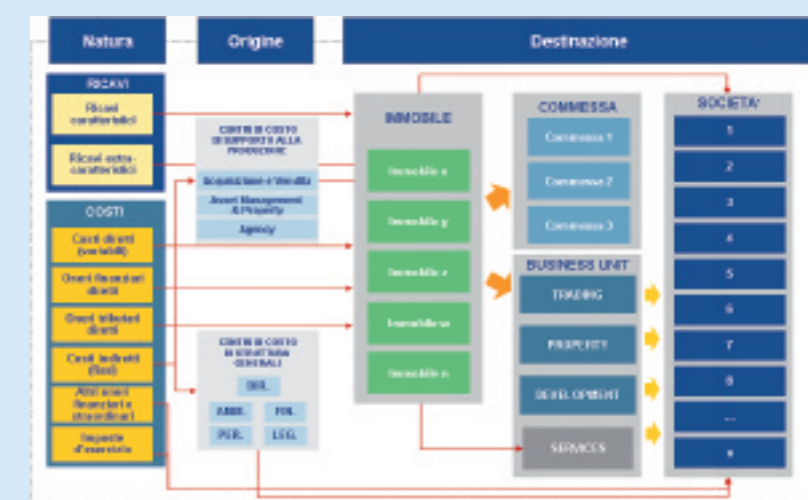 Natura
Origine
Destinazione
RICAVI
Ricavi
caratteristici
Ricavi extra-
caratteristici
COSTI
Costi diretti
(variabili)
Oneri finanziari
diretti
Oneri tributari
diretti
Costi indiretti
(fissi)
Altri oneri
finanziari e
straordinari
Imposte
d'esercizio
CENTRI DI COSTO
DI SUPPORTO ALLA
PRODUZIONE
Acquisizione e Vendita
Asset Management
& Property
Agency
CENTRI DI COSTO
DI STRUTTURA
GENERALI
DIR.
AMM.
FIN.
PER.
LEG.
IMMOBILE
Immobile x
Immobile y
Immobile z
Immobile w
Immobile n
COMMESSA
Commessa 1
Commessa 2
Commessa 3
BUSINESS UNIT
TRADING
PROPERTY
DEVELOPMENT
SERVICES
SOCIETA'
1
2
3
4
5
6
7
8
...